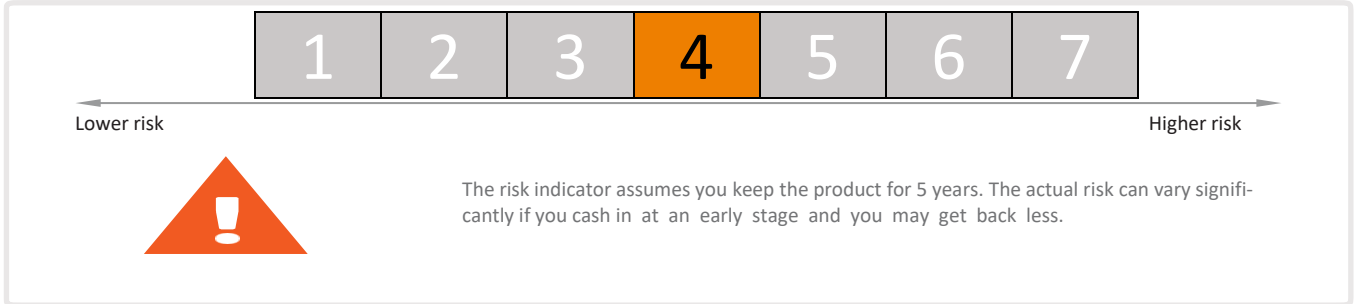 1 2 3 4 5 6 7
Lower risk Higher risk
!
The risk indicator assumes you keep the product for 5 years. The actual risk can vary signifi-
cantly if you cash in at an early stage and you may get back less.